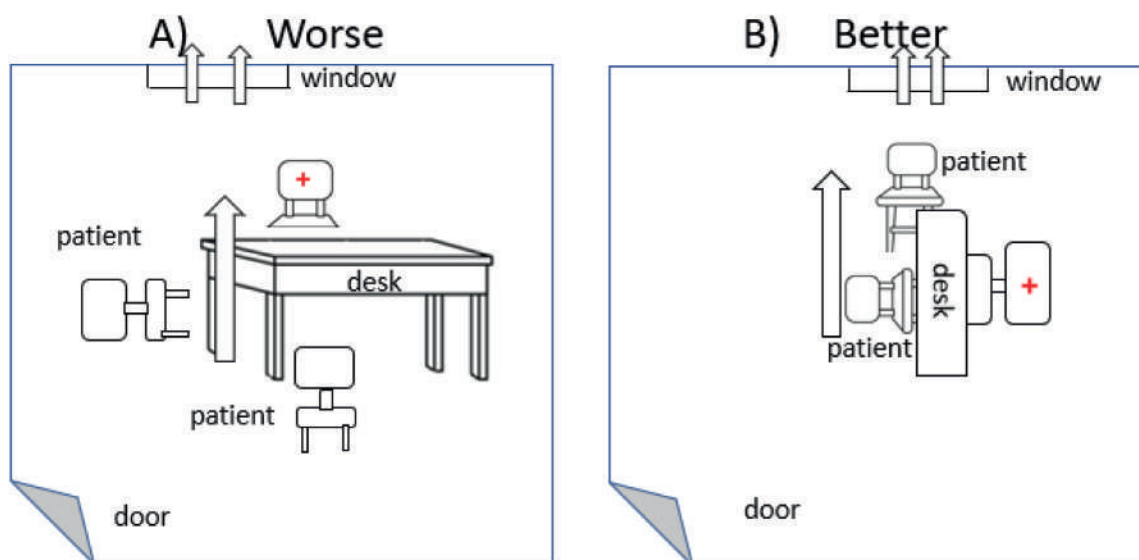 A) Worse
window
patient
desk
patient
door
B) Better
window
patient
desk
patient
door